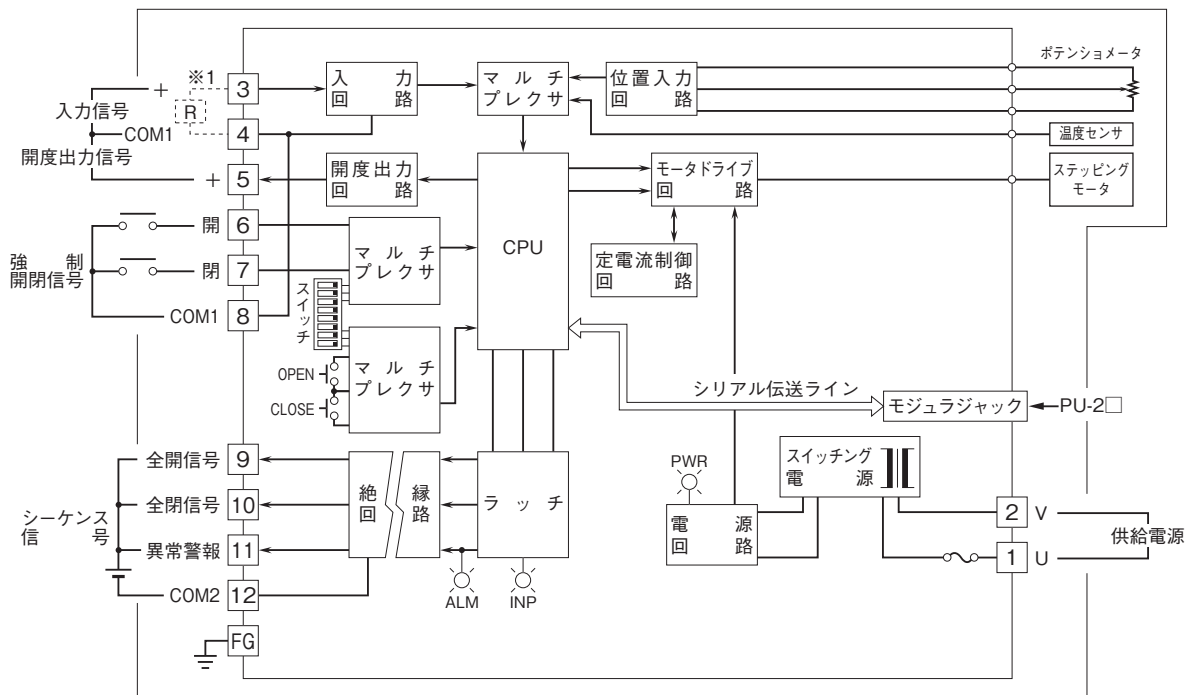 ※1
3
入力
回路
マルチ
プレクサ
位置入力
回路
ポテンショメータ
+
入力信号
R
COM1
4
温度センサ
開度出力信号
+
5
開度出力
回路
CPU
モータドライブ
回路
ステッピング
モータ
開
6
マルチ
プレクサ
強制
開閉信号
閉
7
定電流制御
回路
COM1
8
スイッチ
OPEN
CLOSE
マルチ
プレクサ
シリアル伝送ライン
モジュラジャック
PU-2□
全開信号
9
絶縁
回路
ラッチ
PWR
スイッチング
電源
シーケンス
信号
全閉信号
10
電源
回路
2
V
異常警報
11
供給電源
1
U
COM2
12
ALM
INP
FG